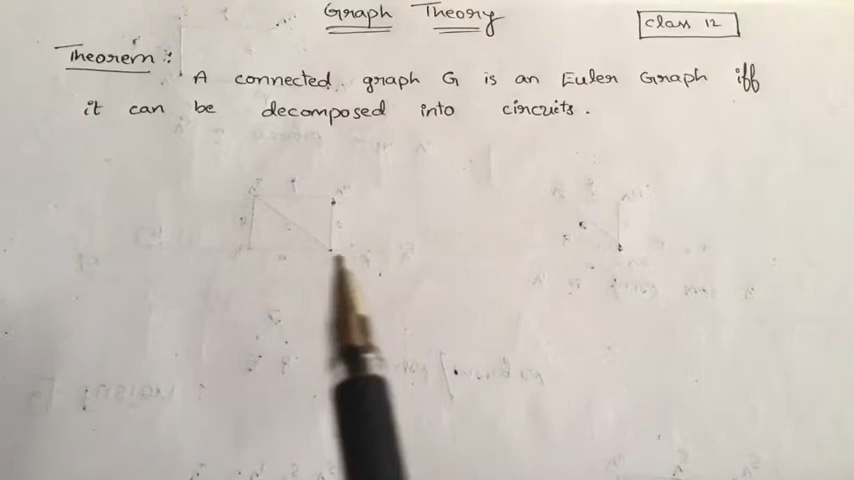 Graph Theory
class 12
Theorem :
A connected graph G is an Euler Graph iff
it can be decomposed into circuits .